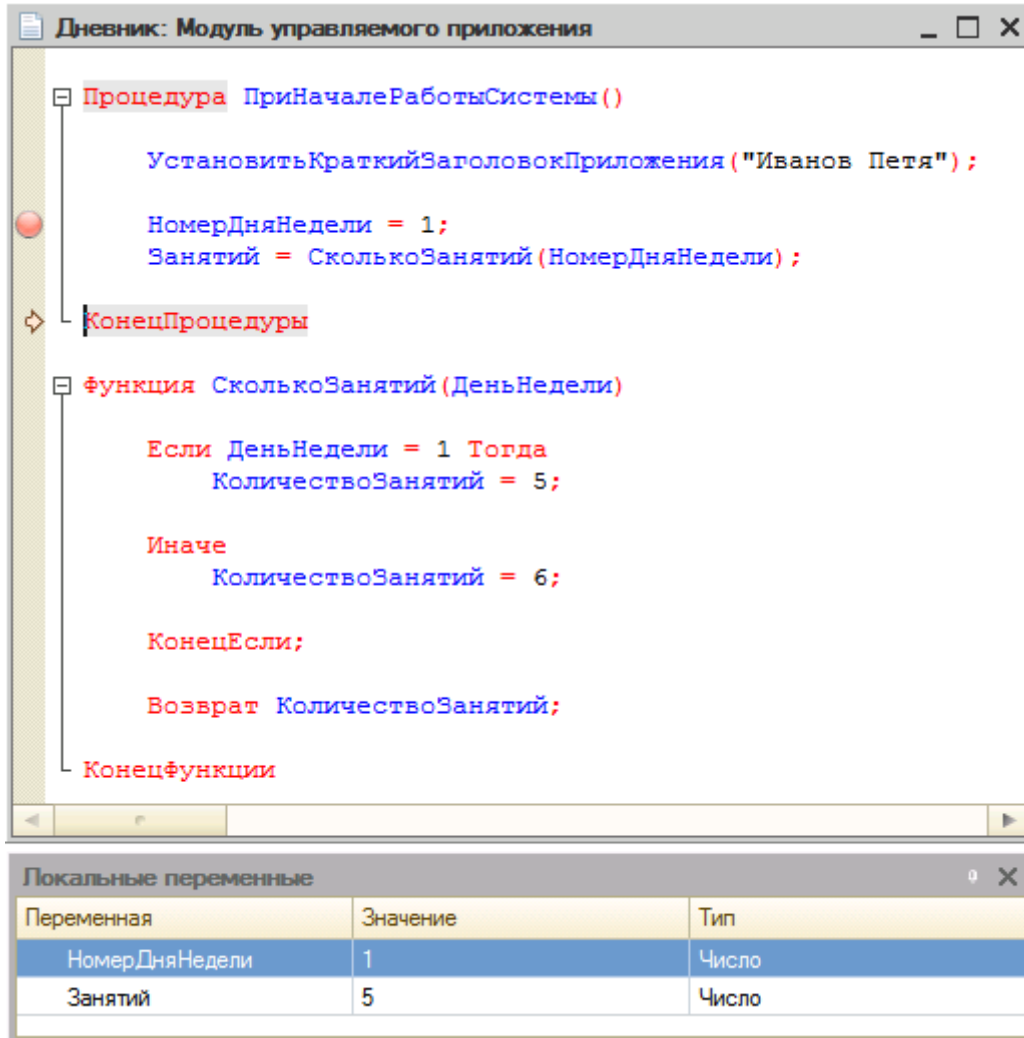 Дневник: Модуль управляемого приложения
Процедура ПриНачалеРаботыСистемы()
УстановитьКраткийЗаголовокПриложения("Иванов Петя");
НомерДняНедели = 1;
Занятий = СколькоЗанятий(НомерДняНедели);
КонецПроцедуры
Функция СколькоЗанятий(ДеньНедели)
Если ДеньНедели = 1 Тогда
КоличествоЗанятий = 5;
Иначе
КоличествоЗанятий = 6;
КонецЕсли;
Возврат КоличествоЗанятий;
КонецФункции
Локальные переменные
Переменная Значение Тип
НомерДняНедели 1 Число
Занятий 5 Число